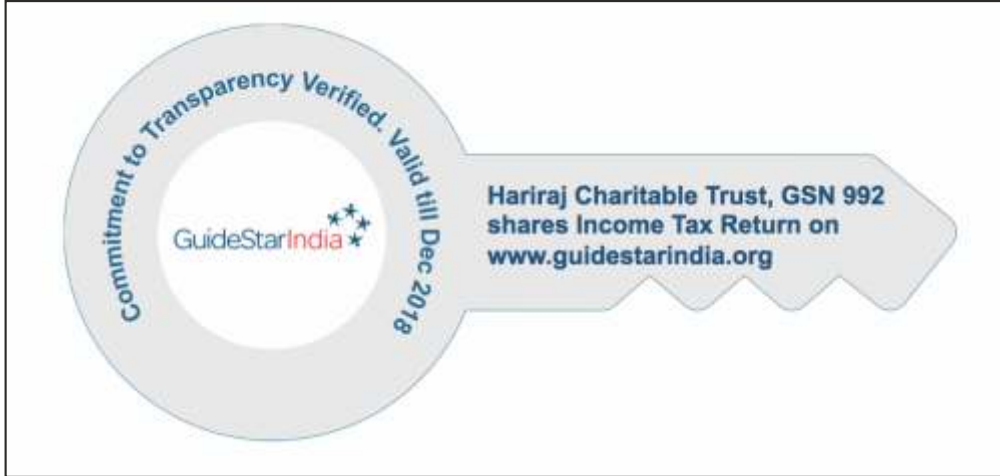 Commitment to Transparency Verified. Valid till Dec 2018
GuideStarIndia
Hariraj Charitable Trust, GSN 992
shares Income Tax Return on
www.guidestarindia.org